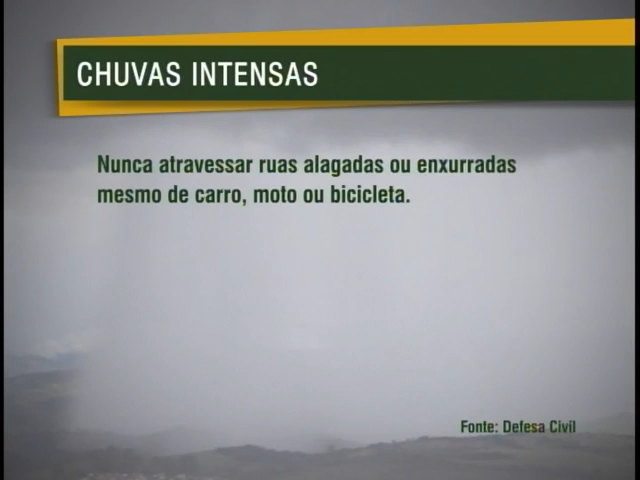 CHUVAS INTENSAS
Nunca atravessar ruas alagadas ou enxurradas
mesmo de carro, moto ou bicicleta.
Fonte: Defesa Civil